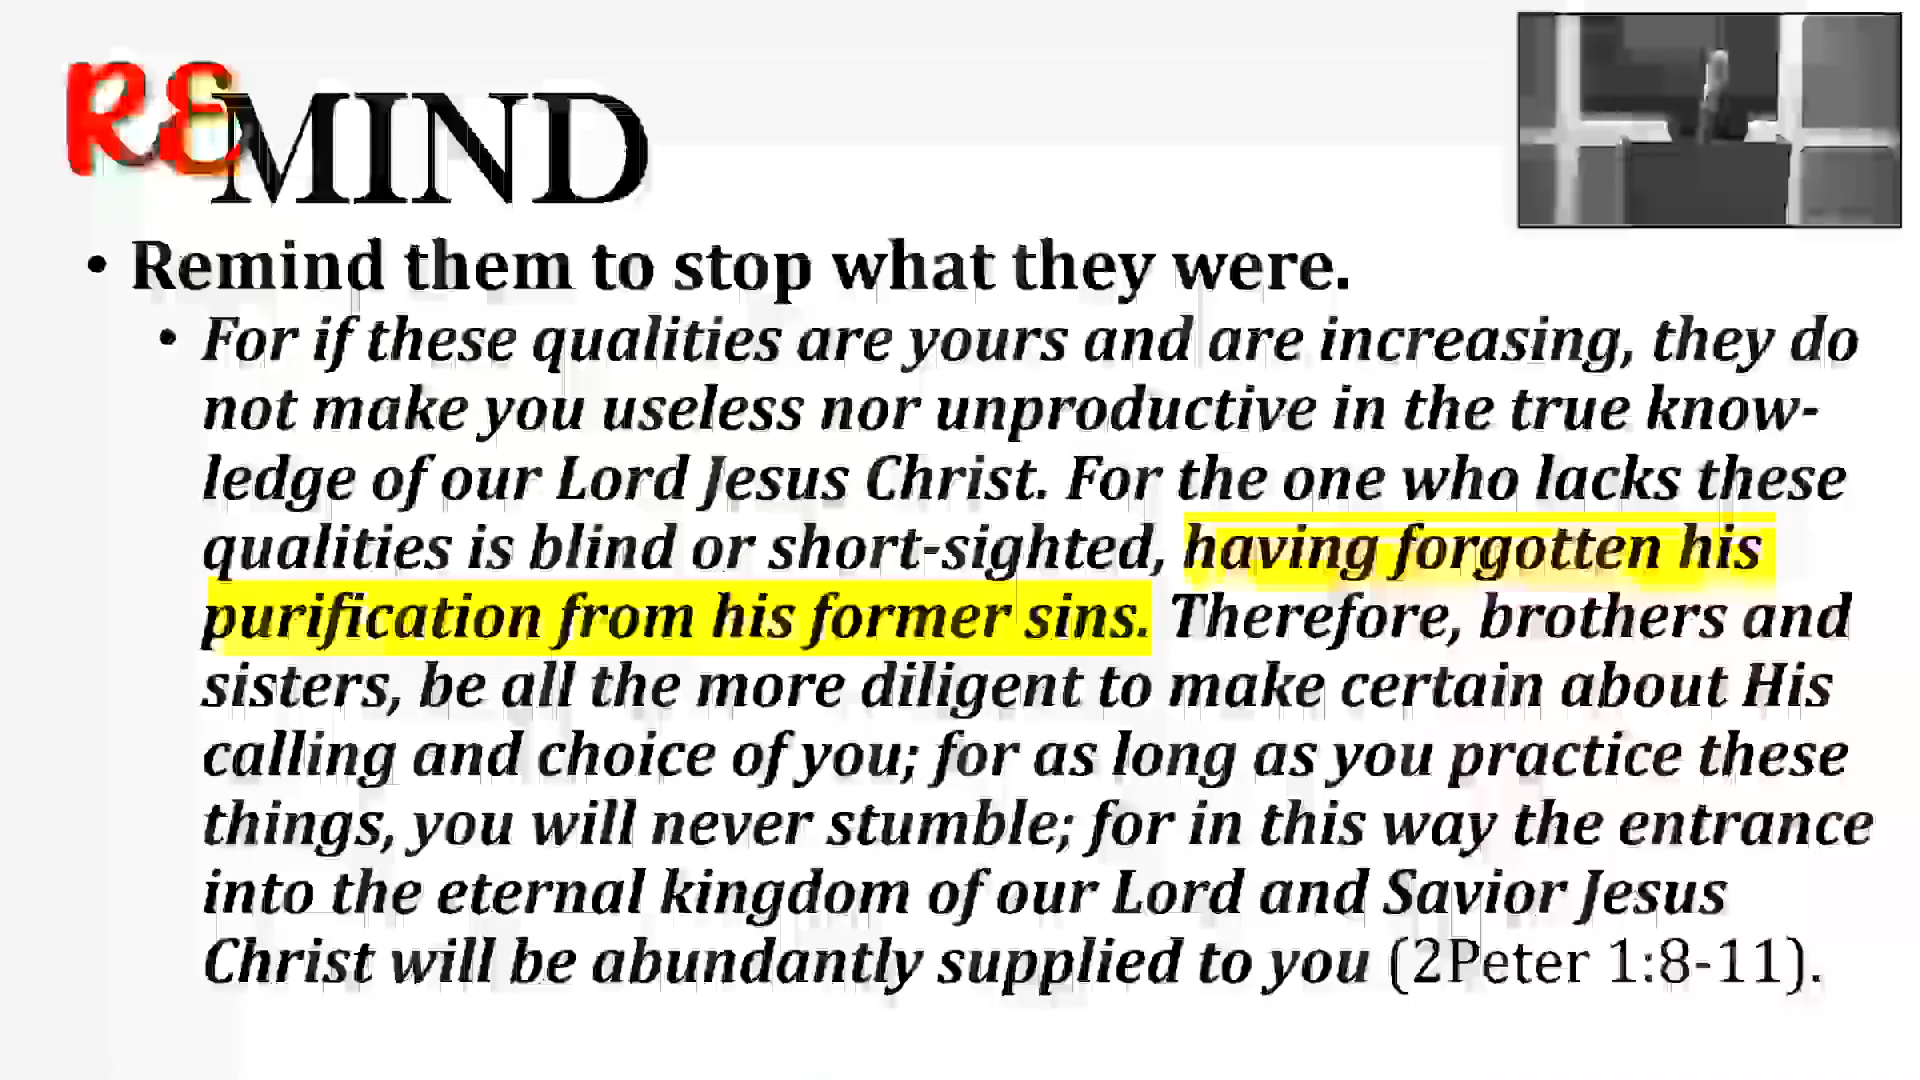 REMIND
• Remind them to stop what they were.
• For if these qualities are yours and are increasing, they do
not make you useless nor unproductive in the true know-
ledge of our Lord Jesus Christ. For the one who lacks these
qualities is blind or short-sighted, having forgotten his
purification from his former sins. Therefore, brothers and
sisters, be all the more diligent to make certain about His
calling and choice of you; for as long as you practice these
things, you will never stumble; for in this way the entrance
into the eternal kingdom of our Lord and Savior Jesus
Christ will be abundantly supplied to you (2Peter 1:8-11).